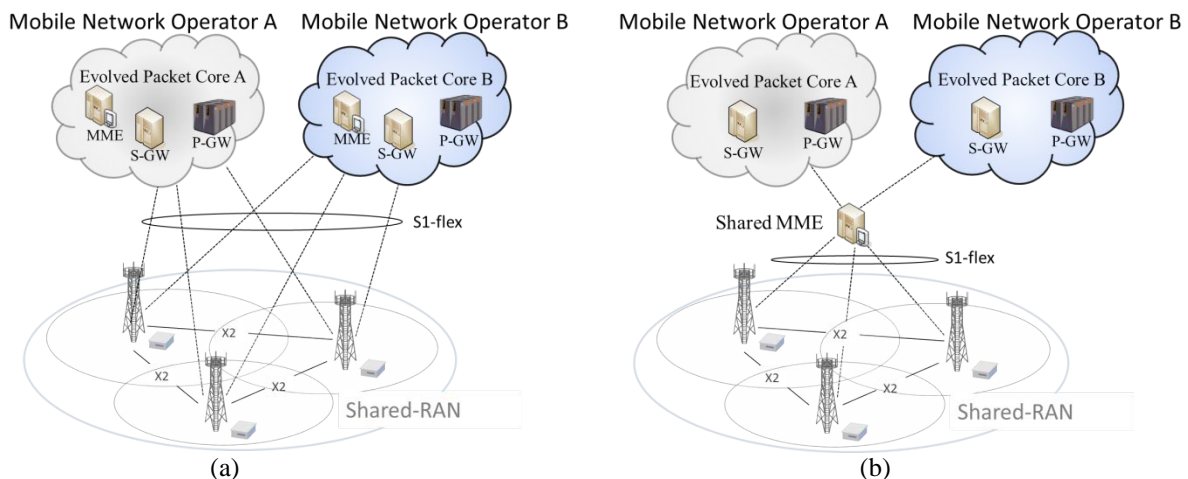 Mobile Network Operator A
Mobile Network Operator B
Evolved Packet Core A
MME
S-GW
P-GW
Evolved Packet Core B
MME
S-GW
P-GW
S1-flex
X2
X2
X2
Shared-RAN
(a)
Mobile Network Operator A
Mobile Network Operator B
Evolved Packet Core A
S-GW
P-GW
Evolved Packet Core B
S-GW
P-GW
Shared MME
S1-flex
X2
X2
X2
Shared-RAN
(b)